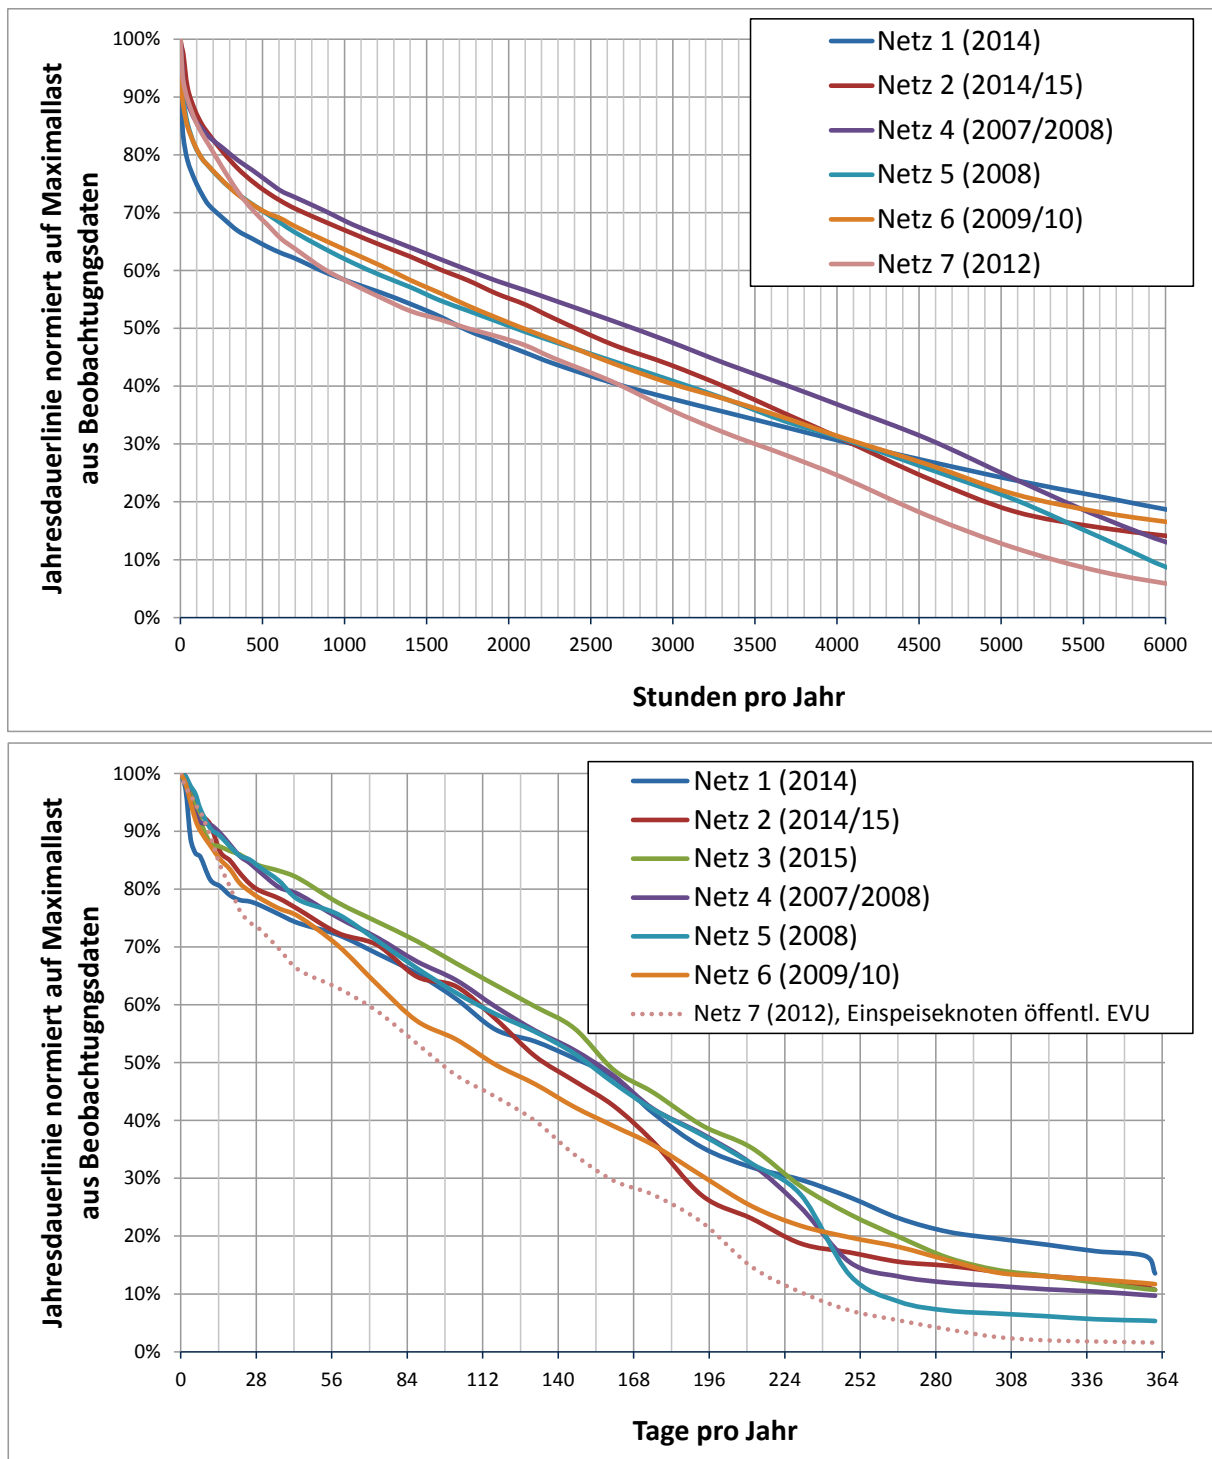 Jahresdauerlinie normiert auf Maximallast
aus Beobachtugngsdaten
100%
90%
80%
70%
60%
50%
40%
30%
20%
10%
0%
Netz 1 (2014)
Netz 2 (2014/15)
Netz 4 (2007/2008)
Netz 5 (2008)
Netz 6 (2009/10)
Netz 7 (2012)
0 500 1000 1500 2000 2500 3000 3500 4000 4500 5000 5500 6000
Stunden pro Jahr
Jahresdauerlinie normiert auf Maximallast
aus Beobachtugngsdaten
100%
90%
80%
70%
60%
50%
40%
30%
20%
10%
0%
Netz 1 (2014)
Netz 2 (2014/15)
Netz 3 (2015)
Netz 4 (2007/2008)
Netz 5 (2008)
Netz 6 (2009/10)
Netz 7 (2012), Einspeiseknoten öffentl. EVU
0 28 56 84 112 140 168 196 224 252 280 308 336 364
Tage pro Jahr